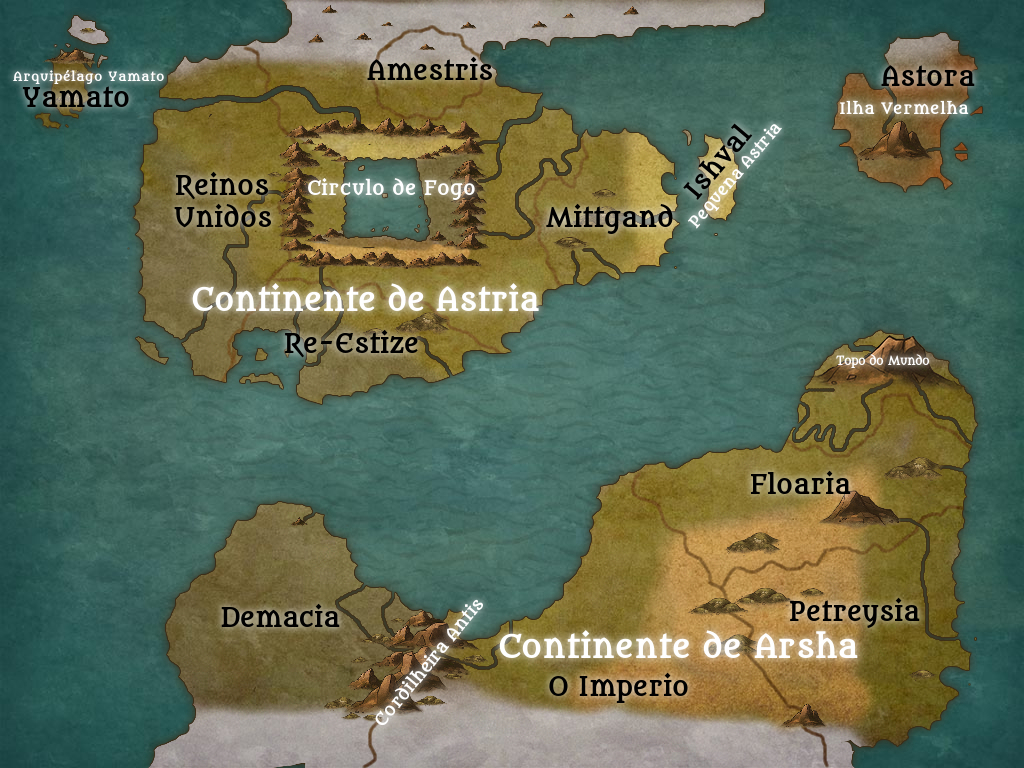 Amestris
Arquipélago Yamato
Yamato
Astora
Ilha Vermelha
Ishval
Pequena Astria
Reinos
Unidos
Circulo de Fogo
Mittgand
Continente de Astria
Re-Estize
Topo do Mundo
Floaria
Demacia
Petreysia
Cordilheira Antis
Continente de Arsha
O Imperio